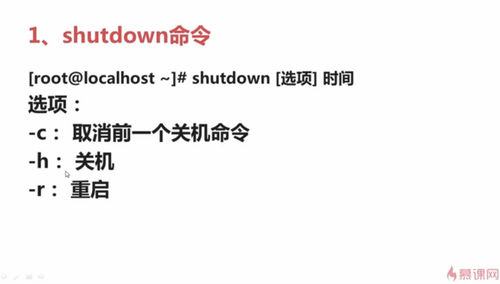 1、shutdown命令
[root@localhost ~]# shutdown [选项] 时间
选项：
-c： 取消前一个关机命令
-h： 关机
-r： 重启
慕课网